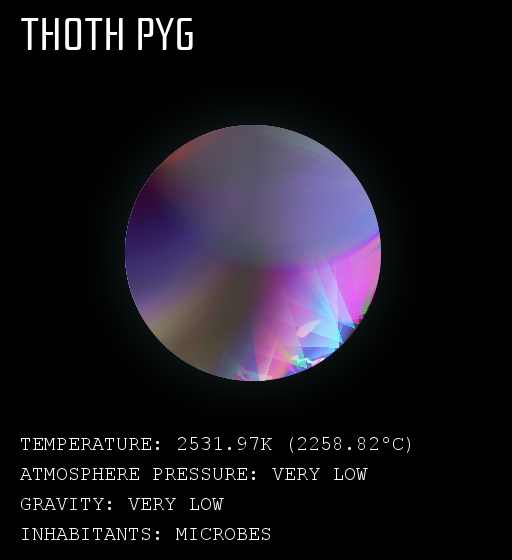 THOTH PYG
TEMPERATURE: 2531.97K (2258.82°C)
ATMOSPHERE PRESSURE: VERY LOW
GRAVITY: VERY LOW
INHABITANTS: MICROBES